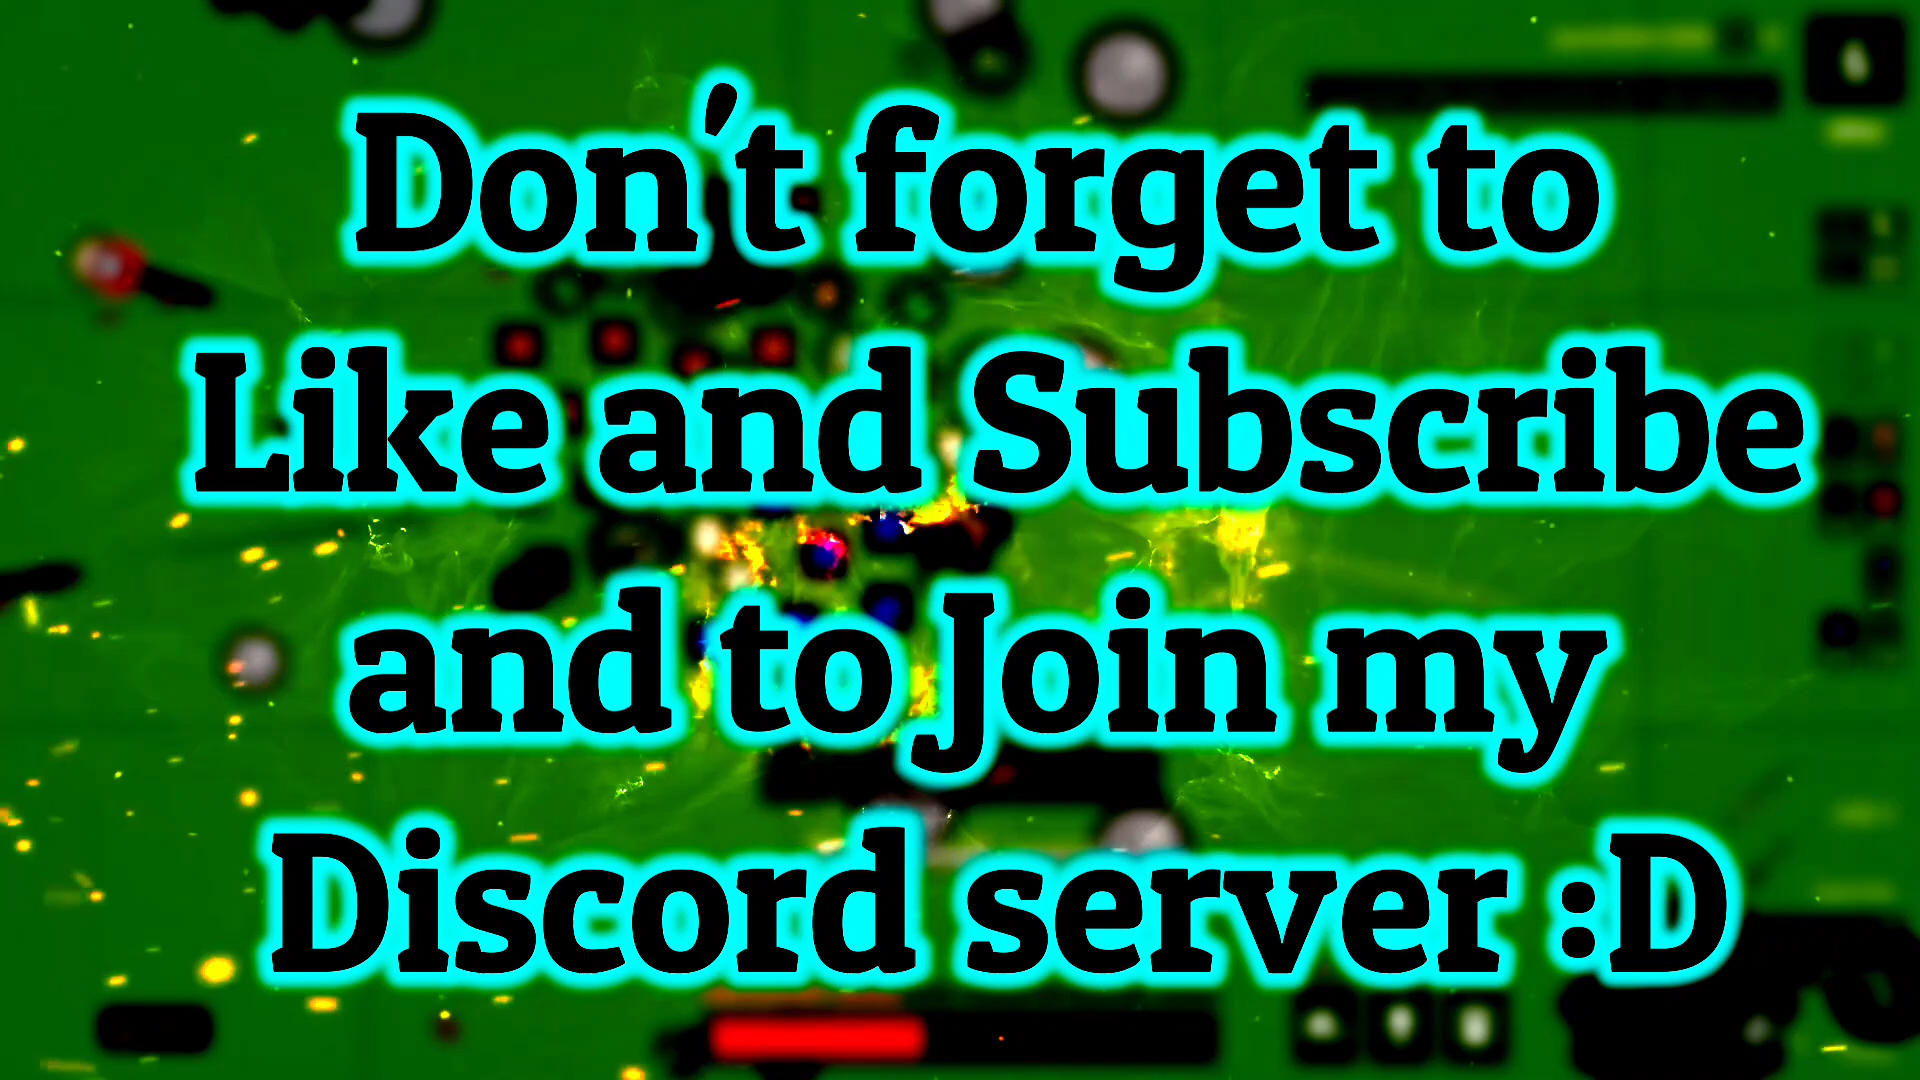 Don't forget to
Like and Subscribe
and to Join my
Discord server :D